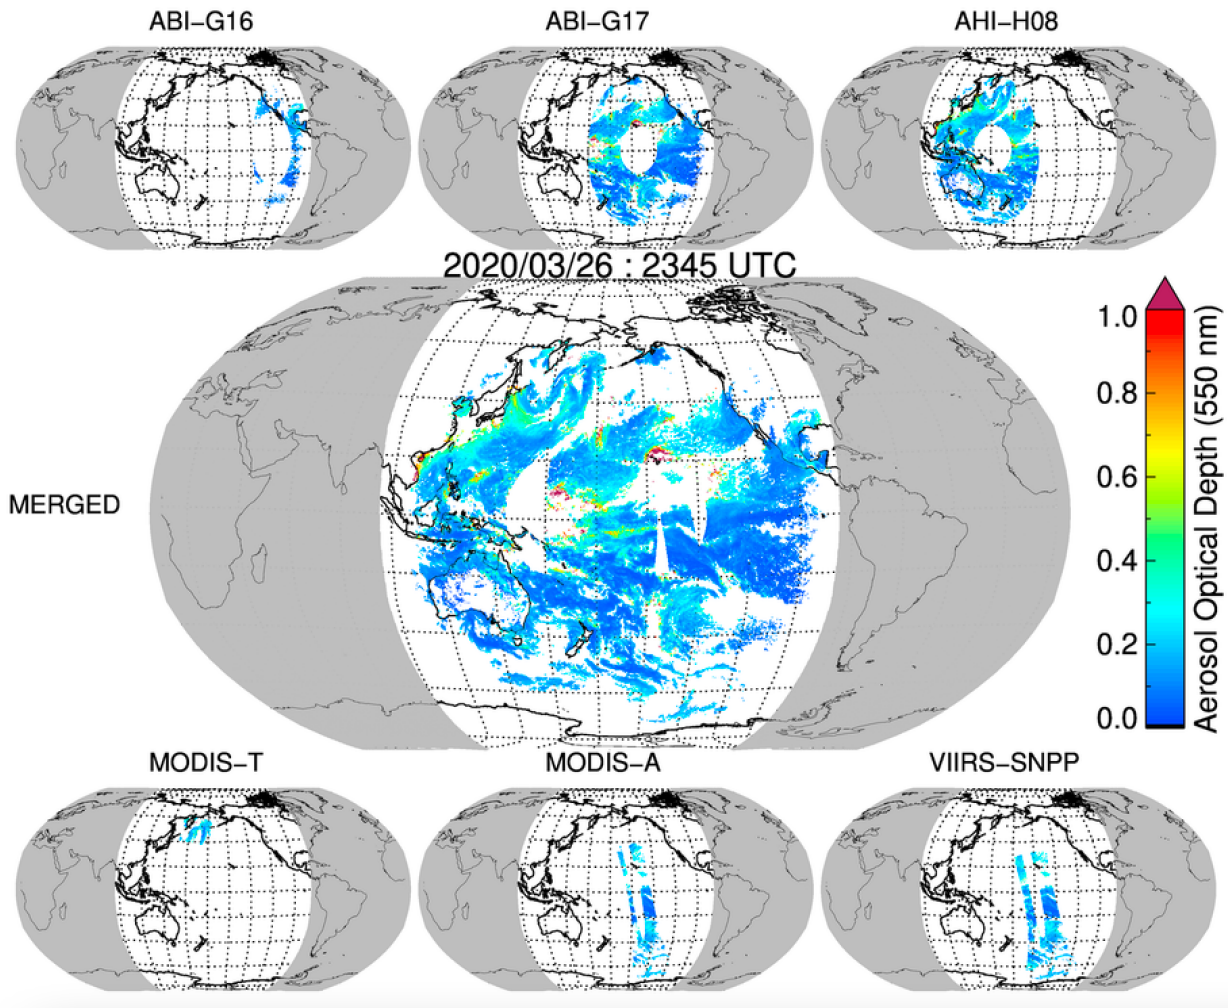 ABI-G16
ABI-G17
AHI-H08
2020/03/26 : 2345 UTC
MERGED
1.0
0.8
0.6
0.4
0.2
0.0
Aerosol Optical Depth (550 nm)
MODIS-T
MODIS-A
VIIRS-SNPP